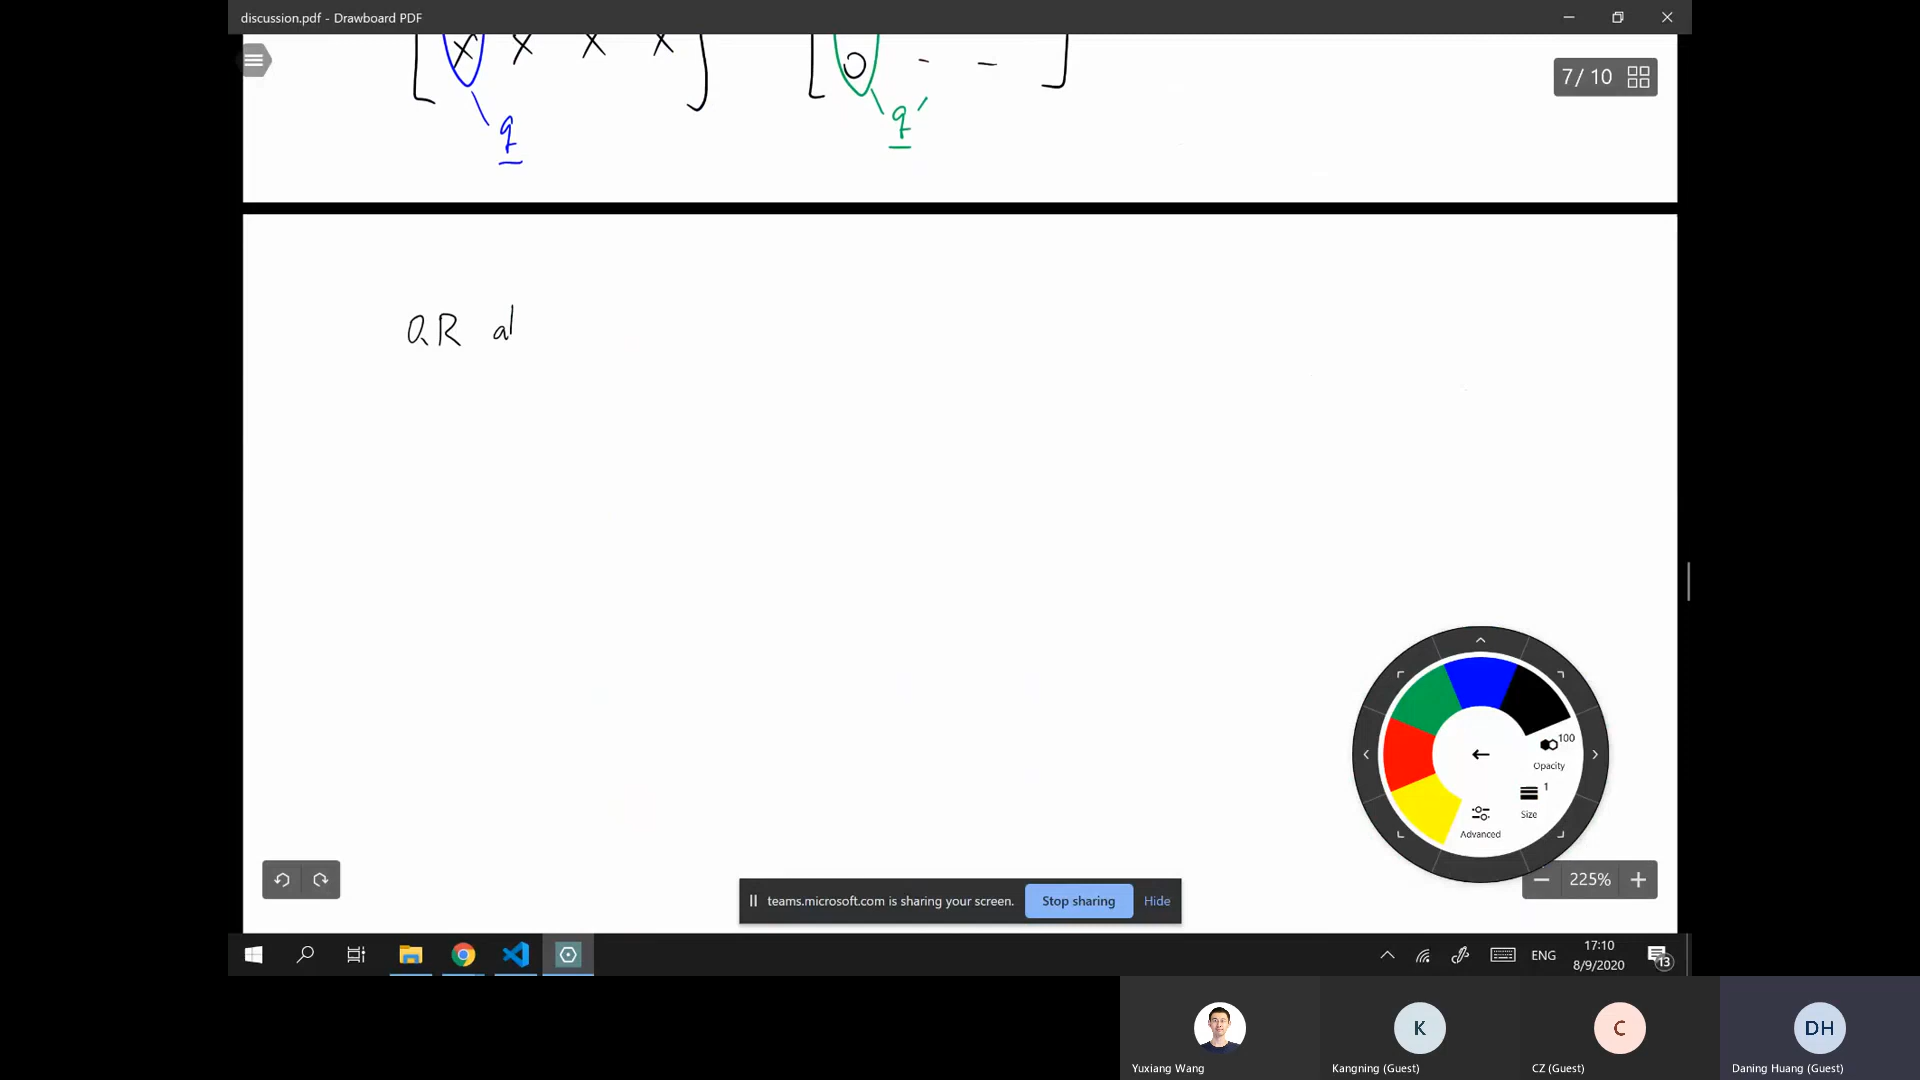 discussion.pdf - Drawboard PDF
7 / 10
x x x x
0 - -
q
q'
QR al
100
Opacity
1
Size
Advanced
225%
teams.microsoft.com is sharing your screen.
Stop sharing
Hide
ENG
17:10
8/9/2020
13
K
C
DH
Yuxiang Wang
Kangning (Guest)
CZ (Guest)
Daning Huang (Guest)